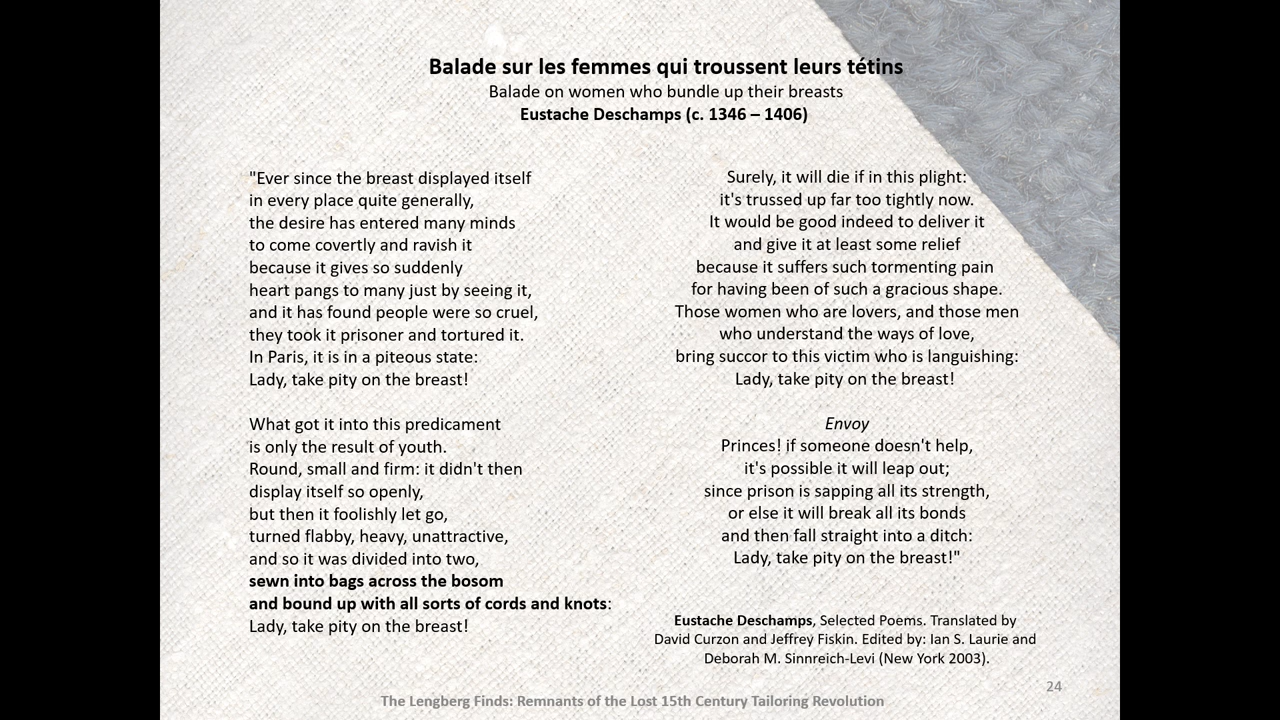 Balade sur les femmes qui troussent leurs tétins
Balade on women who bundle up their breasts
Eustache Deschamps (c. 1346 – 1406)
"Ever since the breast displayed itself
in every place quite generally,
the desire has entered many minds
to come covertly and ravish it
because it gives so suddenly
heart pangs to many just by seeing it,
and it has found people were so cruel,
they took it prisoner and tortured it.
In Paris, it is in a piteous state:
Lady, take pity on the breast!
What got it into this predicament
is only the result of youth.
Round, small and firm: it didn't then
display itself so openly,
but then it foolishly let go,
turned flabby, heavy, unattractive,
and so it was divided into two,
sewn into bags across the bosom
and bound up with all sorts of cords and knots:
Lady, take pity on the breast!
Surely, it will die if in this plight:
it's trussed up far too tightly now.
It would be good indeed to deliver it
and give it at least some relief
because it suffers such tormenting pain
for having been of such a gracious shape.
Those women who are lovers, and those men
who understand the ways of love,
bring succor to this victim who is languishing:
Lady, take pity on the breast!
Envoy
Princes! if someone doesn't help,
it's possible it will leap out;
since prison is sapping all its strength,
or else it will break all its bonds
and then fall straight into a ditch:
Lady, take pity on the breast!"
Eustache Deschamps, Selected Poems. Translated by
David Curzon and Jeffrey Fiskin. Edited by: Ian S. Laurie and
Deborah M. Sinnreich-Levi (New York 2003).
24
The Lengberg Finds: Remnants of the Lost 15th Century Tailoring Revolution